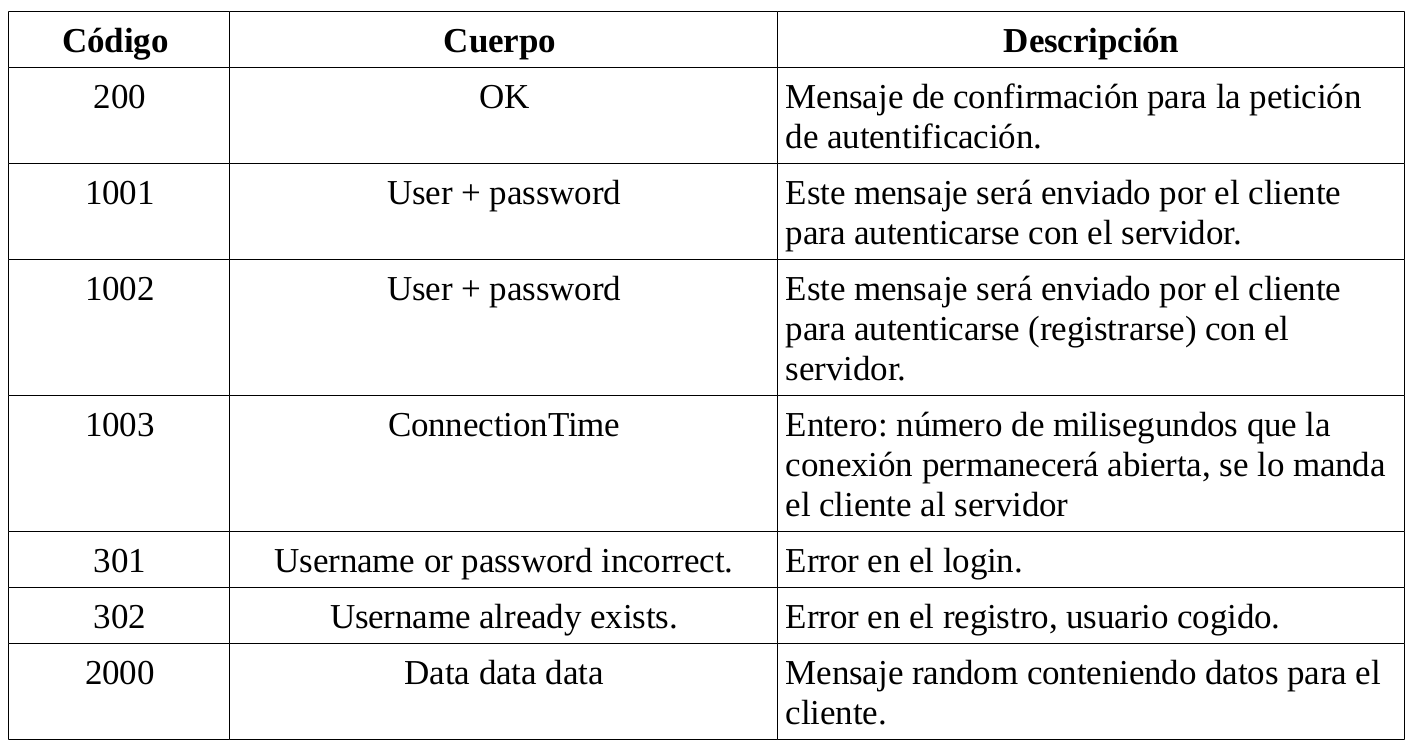 Código Cuerpo Descripción
200 OK Mensaje de confirmación para la petición
de autentificación.
1001 User + password Este mensaje será enviado por el cliente
para autenticarse con el servidor.
1002 User + password Este mensaje será enviado por el cliente
para autenticarse (registrarse) con el
servidor.
1003 ConnectionTime Entero: número de milisegundos que la
conexión permanecerá abierta, se lo manda
el cliente al servidor
301 Username or password incorrect. Error en el login.
302 Username already exists. Error en el registro, usuario cogido.
2000 Data data data Mensaje random conteniendo datos para el
cliente.